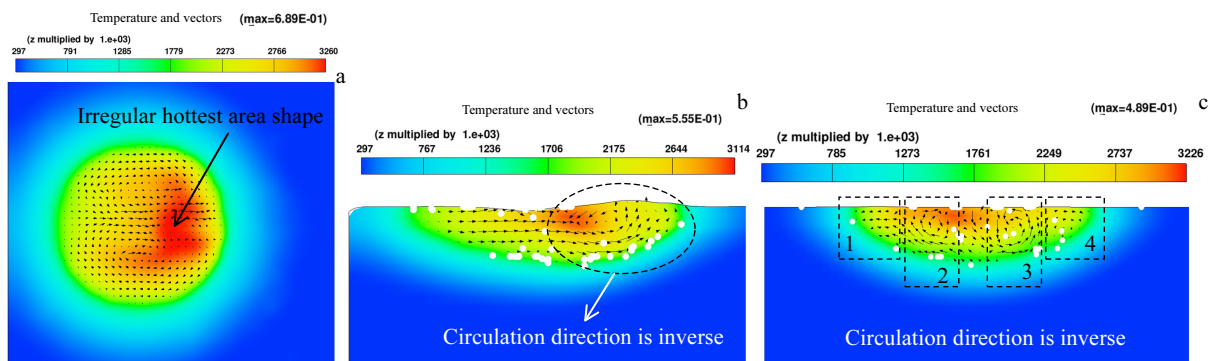 Temperature and vectors (max=6.89E-01)
(z multiplied by 1.e+03)
297 791 1285 1779 2273 2766 3260
a
Irregular hottest area shape
Temperature and vectors
b
(max=5.55E-01)
(z multiplied by 1.e+03)
297 767 1236 1706 2175 2644 3114
Circulation direction is inverse
Temperature and vectors (max=4.89E-01)
c
(z multiplied by 1.e+03)
297 785 1273 1761 2249 2737 3226
1
2
3
4
Circulation direction is inverse